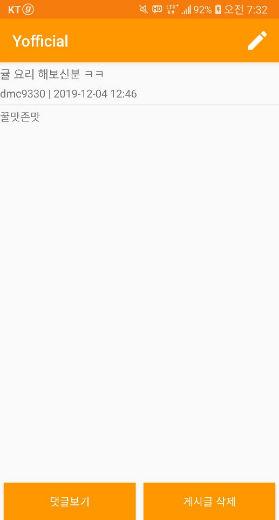 KT 92% 오전 7:32
Yofficial
귤 요리 해보신분 ㅋㅋ
dmc9330 | 2019-12-04 12:46
꿀맛존맛
댓글보기
게시글 삭제